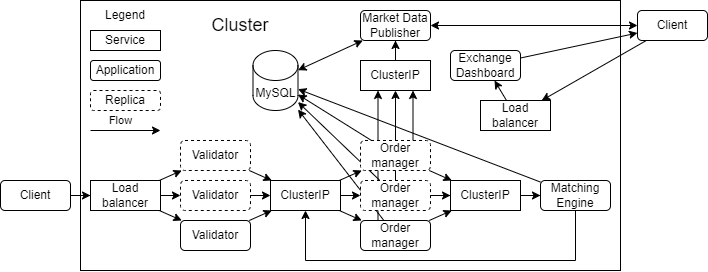 Legend
Service
Application
Replica
Flow
Cluster
Market Data
Publisher
Client
MySQL
ClusterIP
Exchange
Dashboard
Load
balancer
Client
Load
balancer
Validator
Validator
Validator
ClusterIP
Order
manager
Order
manager
Order
manager
ClusterIP
Matching
Engine